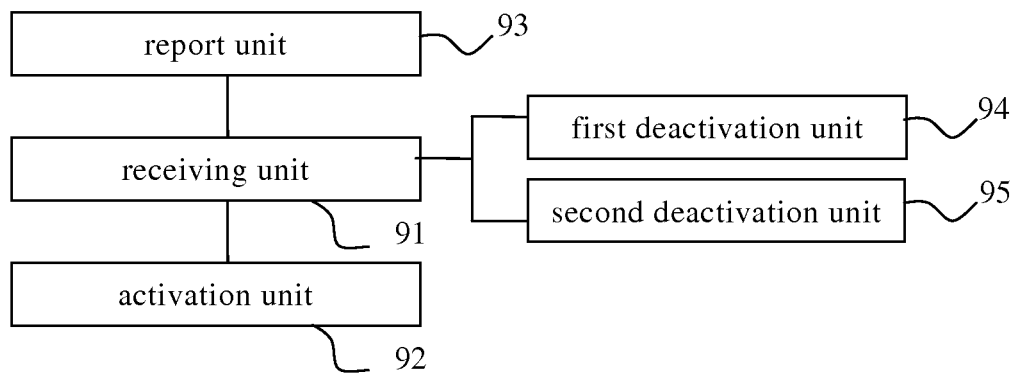 report unit
93
first deactivation unit
94
receiving unit
91
second deactivation unit
95
activation unit
92